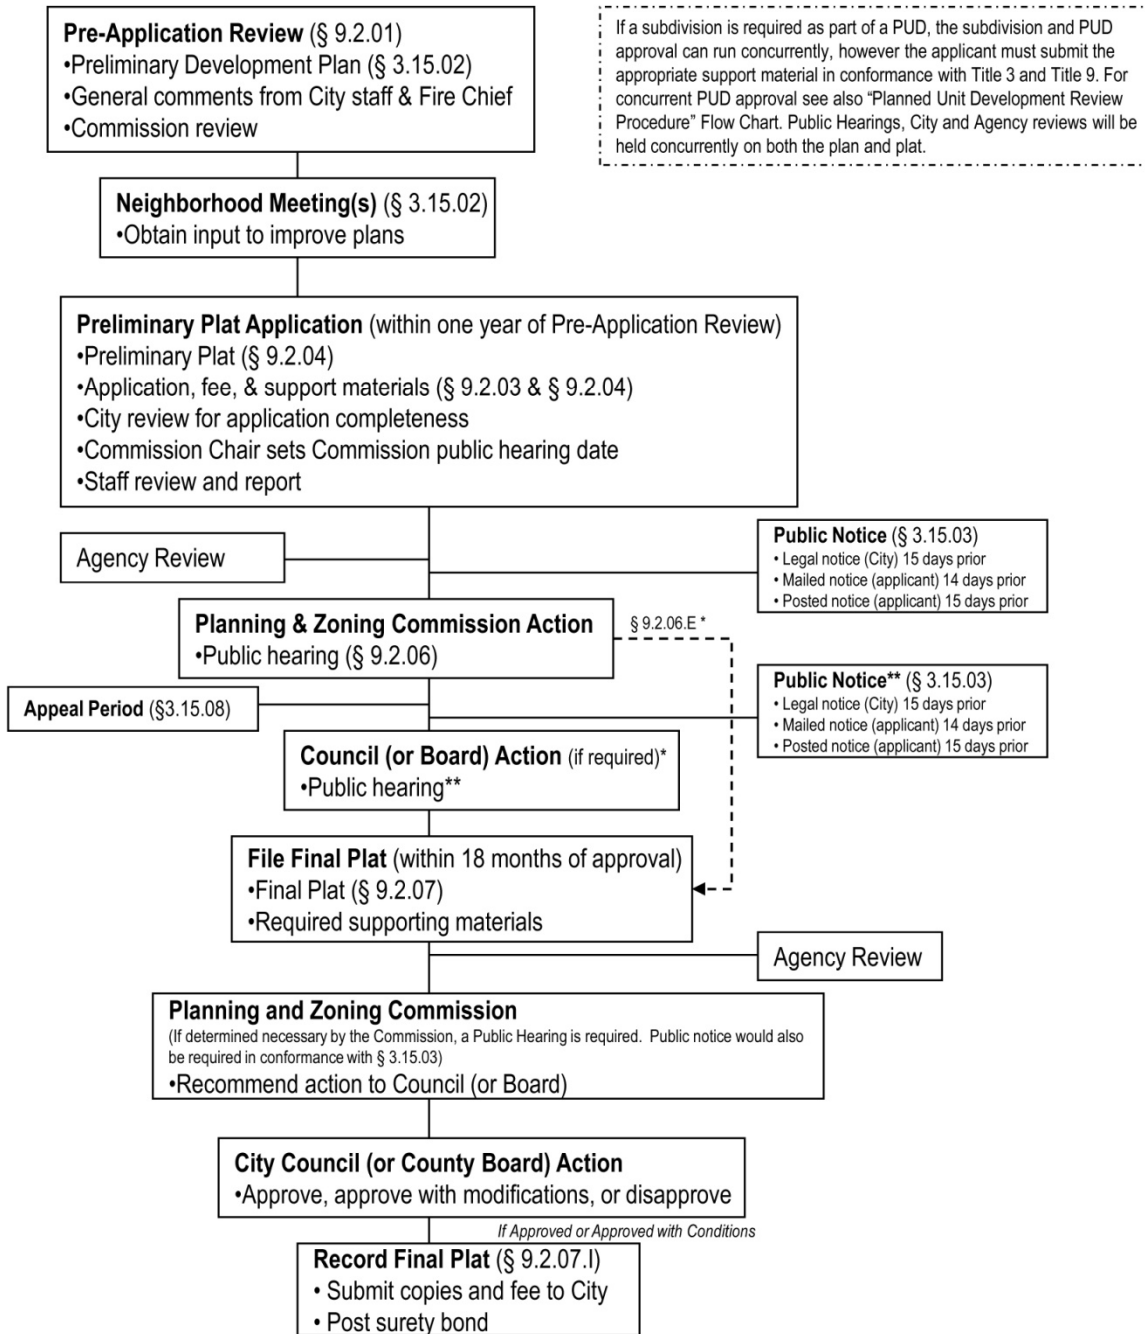 Pre-Application Review (§ 9.2.01)
•Preliminary Development Plan (§ 3.15.02)
•General comments from City staff & Fire Chief
•Commission review
If a subdivision is required as part of a PUD, the subdivision and PUD
approval can run concurrently, however the applicant must submit the
appropriate support material in conformance with Title 3 and Title 9. For
concurrent PUD approval see also “Planned Unit Development Review
Procedure” Flow Chart. Public Hearings, City and Agency reviews will be
held concurrently on both the plan and plat.
Neighborhood Meeting(s) (§ 3.15.02)
•Obtain input to improve plans
Preliminary Plat Application (within one year of Pre-Application Review)
•Preliminary Plat (§ 9.2.04)
•Application, fee, & support materials (§ 9.2.03 & § 9.2.04)
•City review for application completeness
•Commission Chair sets Commission public hearing date
•Staff review and report
Agency Review
Public Notice (§ 3.15.03)
• Legal notice (City) 15 days prior
• Mailed notice (applicant) 14 days prior
• Posted notice (applicant) 15 days prior
Planning & Zoning Commission Action
•Public hearing (§ 9.2.06)
§ 9.2.06.E *
Appeal Period (§3.15.08)
Public Notice** (§ 3.15.03)
• Legal notice (City) 15 days prior
• Mailed notice (applicant) 14 days prior
• Posted notice (applicant) 15 days prior
Council (or Board) Action (if required)*
•Public hearing**
File Final Plat (within 18 months of approval)
•Final Plat (§ 9.2.07)
•Required supporting materials
Agency Review
Planning and Zoning Commission
(If determined necessary by the Commission, a Public Hearing is required. Public notice would also
be required in conformance with § 3.15.03)
•Recommend action to Council (or Board)
City Council (or County Board) Action
•Approve, approve with modifications, or disapprove
If Approved or Approved with Conditions
Record Final Plat (§ 9.2.07.I)
• Submit copies and fee to City
• Post surety bond